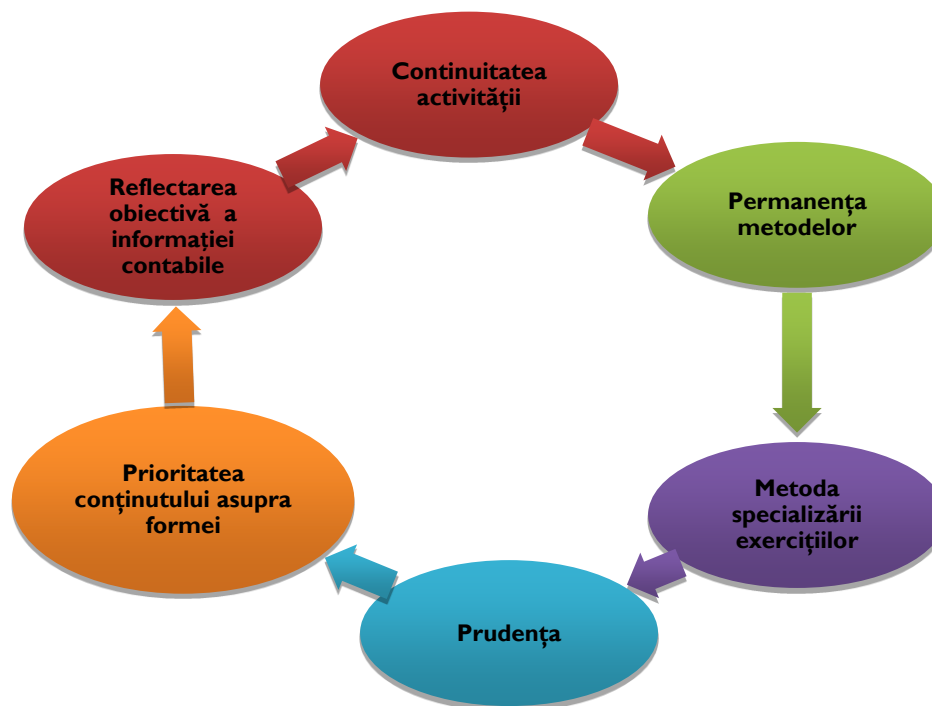 Continuitatea
activității
Permanența
metodelor
Metoda
specializării
exercițiilor
Prudența
Prioritatea
conținutului asupra
formei
Reflectarea
obiectivă a
informației
contabile